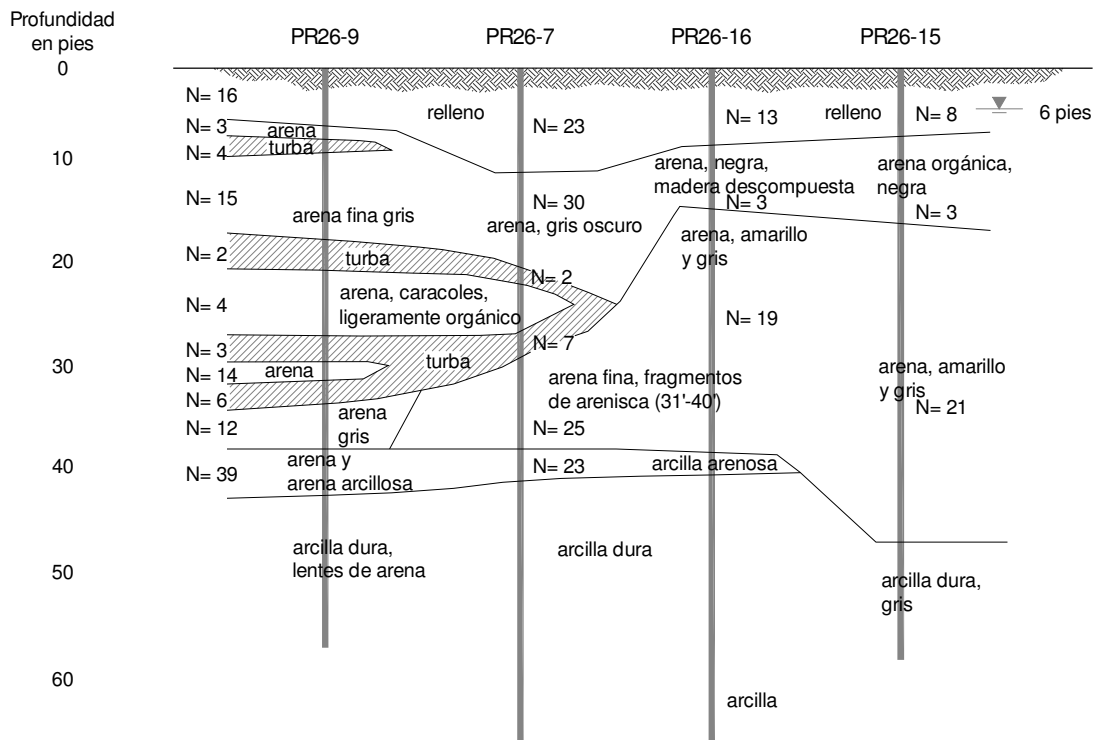 Profundidad
en pies
PR26-9
PR26-7
PR26-16
PR26-15
0
N= 16
relleno
N= 23
N= 13
relleno
N= 8
6 pies
N= 3
arena
turba
N= 4
10
arena, negra,
madera descompuesta
arena orgánica,
negra
N= 15
arena fina gris
N= 30
arena, gris oscuro
N= 3
N= 3
arena, amarillo
y gris
20
N= 2
turba
N= 2
N= 4
arena, caracoles,
ligeramente orgánico
N= 19
N= 3
turba
N= 7
30
N= 14
arena
arena fina, fragmentos
de arenisca (31'-40')
arena, amarillo
y gris
N= 6
N= 21
N= 12
arena
gris
N= 25
40
N= 39
arena y
arena arcillosa
N= 23
arcilla arenosa
50
arcilla dura,
lentes de arena
arcilla dura
arcilla dura,
gris
60
arcilla